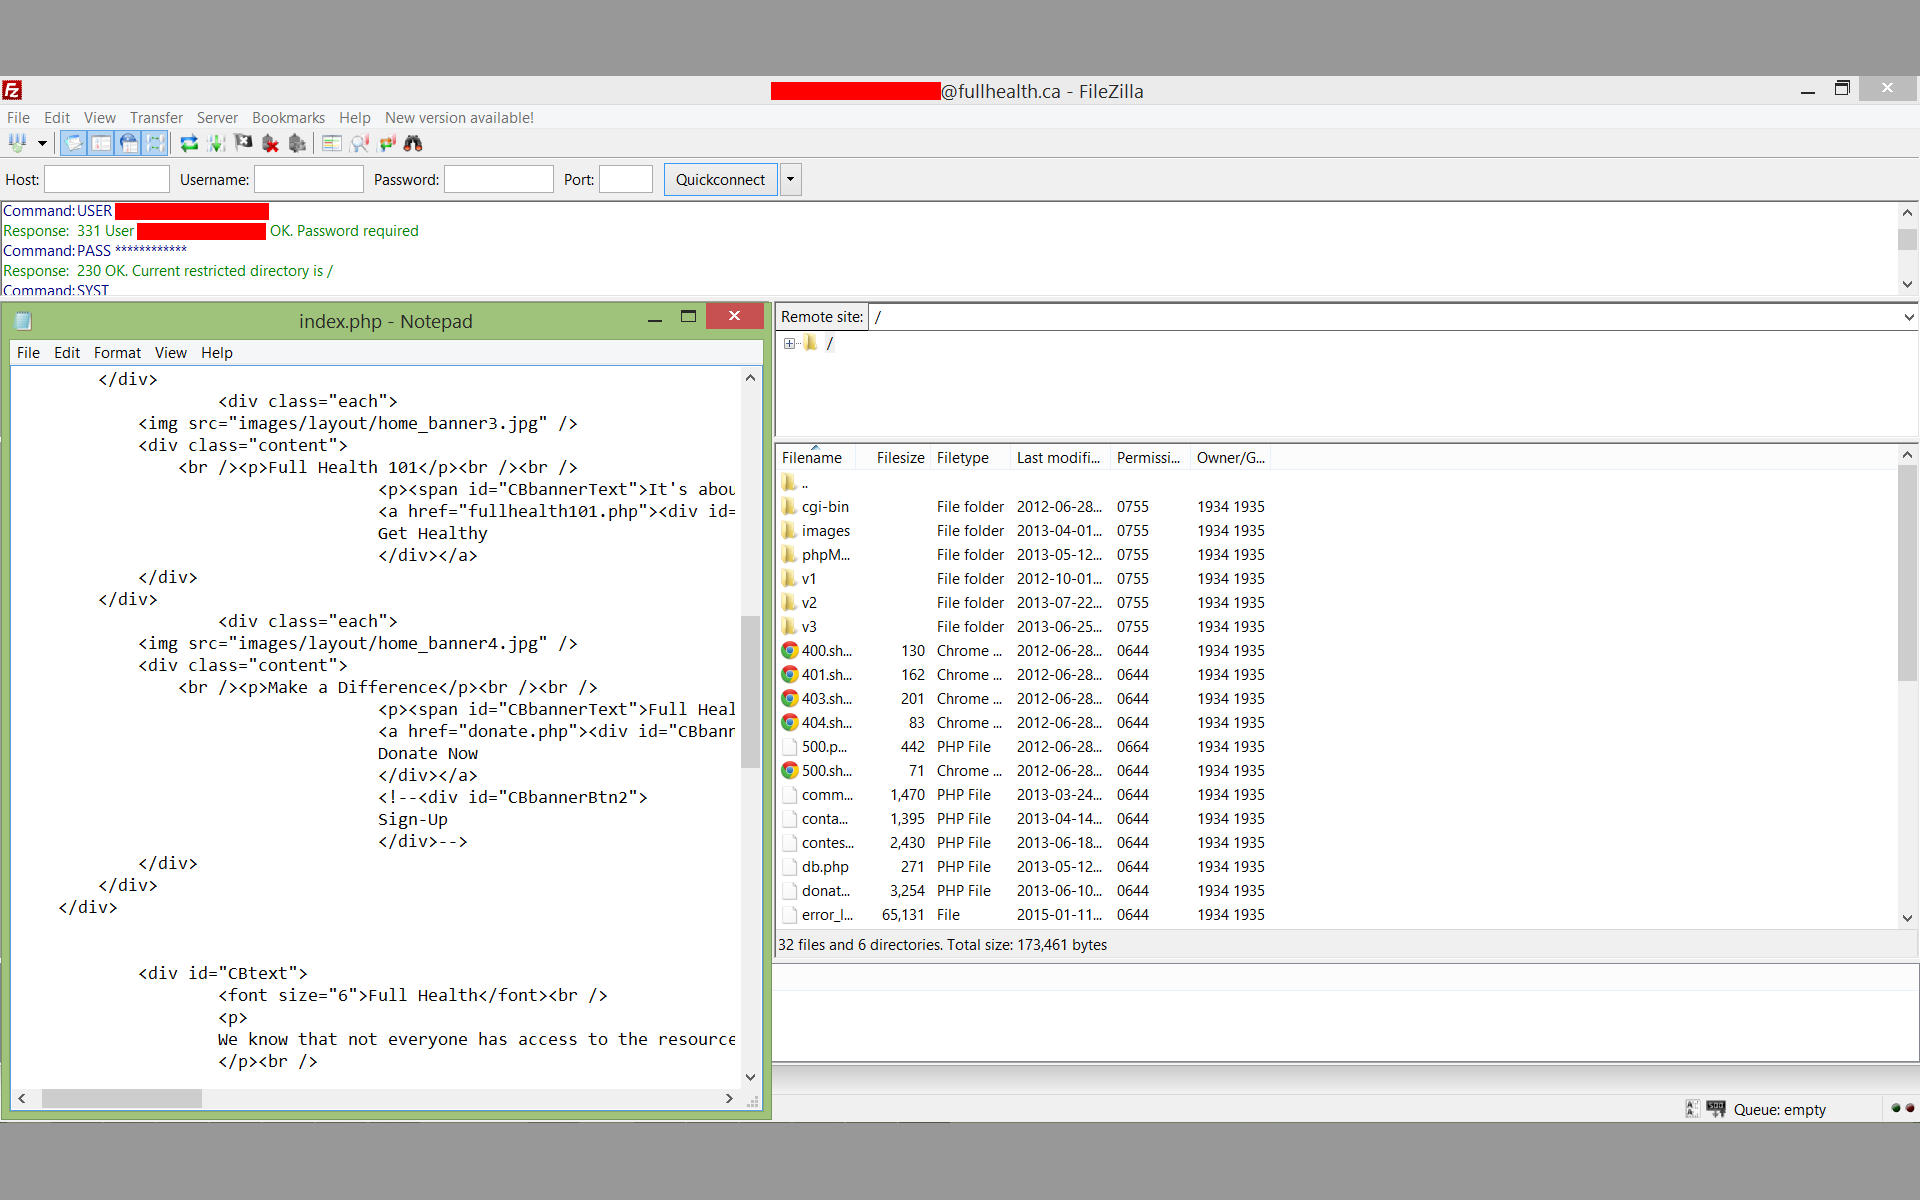 @fullhealth.ca - FileZilla
File Edit View Transfer Server Bookmarks Help New version available!
Host: Username: Password: Port: Quickconnect
Command: USER
Response: 331 User OK. Password required
Command: PASS ************
Response: 230 OK. Current restricted directory is /
Command: SYST
index.php - Notepad
File Edit Format View Help
</div>
<div class="each">
<img src="images/layout/home_banner3.jpg" />
<div class="content">
<br /><p>Full Health 101</p><br /><br />
<p><span id="CBbannerText">It's abou
<a href="fullhealth101.php"><div id=
Get Healthy
</div></a>
</div>
</div>
<div class="each">
<img src="images/layout/home_banner4.jpg" />
<div class="content">
<br /><p>Make a Difference</p><br /><br />
<p><span id="CBbannerText">Full Heal
<a href="donate.php"><div id="CBbann
Donate Now
</div></a>
<!--<div id="CBbannerBtn2">
Sign-Up
</div>-->
</div>
</div>
</div>
<div id="CBtext">
<font size="6">Full Health</font><br />
<p>
We know that not everyone has access to the resource
</p><br />
Remote site: /
/
Filename Filesize Filetype Last modifi... Permissi... Owner/G...
..
cgi-bin File folder 2012-06-28... 0755 1934 1935
images File folder 2013-04-01... 0755 1934 1935
phpM... File folder 2013-05-12... 0755 1934 1935
v1 File folder 2012-10-01... 0755 1934 1935
v2 File folder 2013-07-22... 0755 1934 1935
v3 File folder 2013-06-25... 0755 1934 1935
400.sh... 130 Chrome ... 2012-06-28... 0644 1934 1935
401.sh... 162 Chrome ... 2012-06-28... 0644 1934 1935
403.sh... 201 Chrome ... 2012-06-28... 0644 1934 1935
404.sh... 83 Chrome ... 2012-06-28... 0644 1934 1935
500.p... 442 PHP File 2012-06-28... 0664 1934 1935
500.sh... 71 Chrome ... 2012-06-28... 0644 1934 1935
comm... 1,470 PHP File 2013-03-24... 0644 1934 1935
conta... 1,395 PHP File 2013-04-14... 0644 1934 1935
contes... 2,430 PHP File 2013-06-18... 0644 1934 1935
db.php 271 PHP File 2013-05-12... 0644 1934 1935
donat... 3,254 PHP File 2013-06-10... 0644 1934 1935
error_l... 65,131 File 2015-01-11... 0644 1934 1935
32 files and 6 directories. Total size: 173,461 bytes
Queue: empty